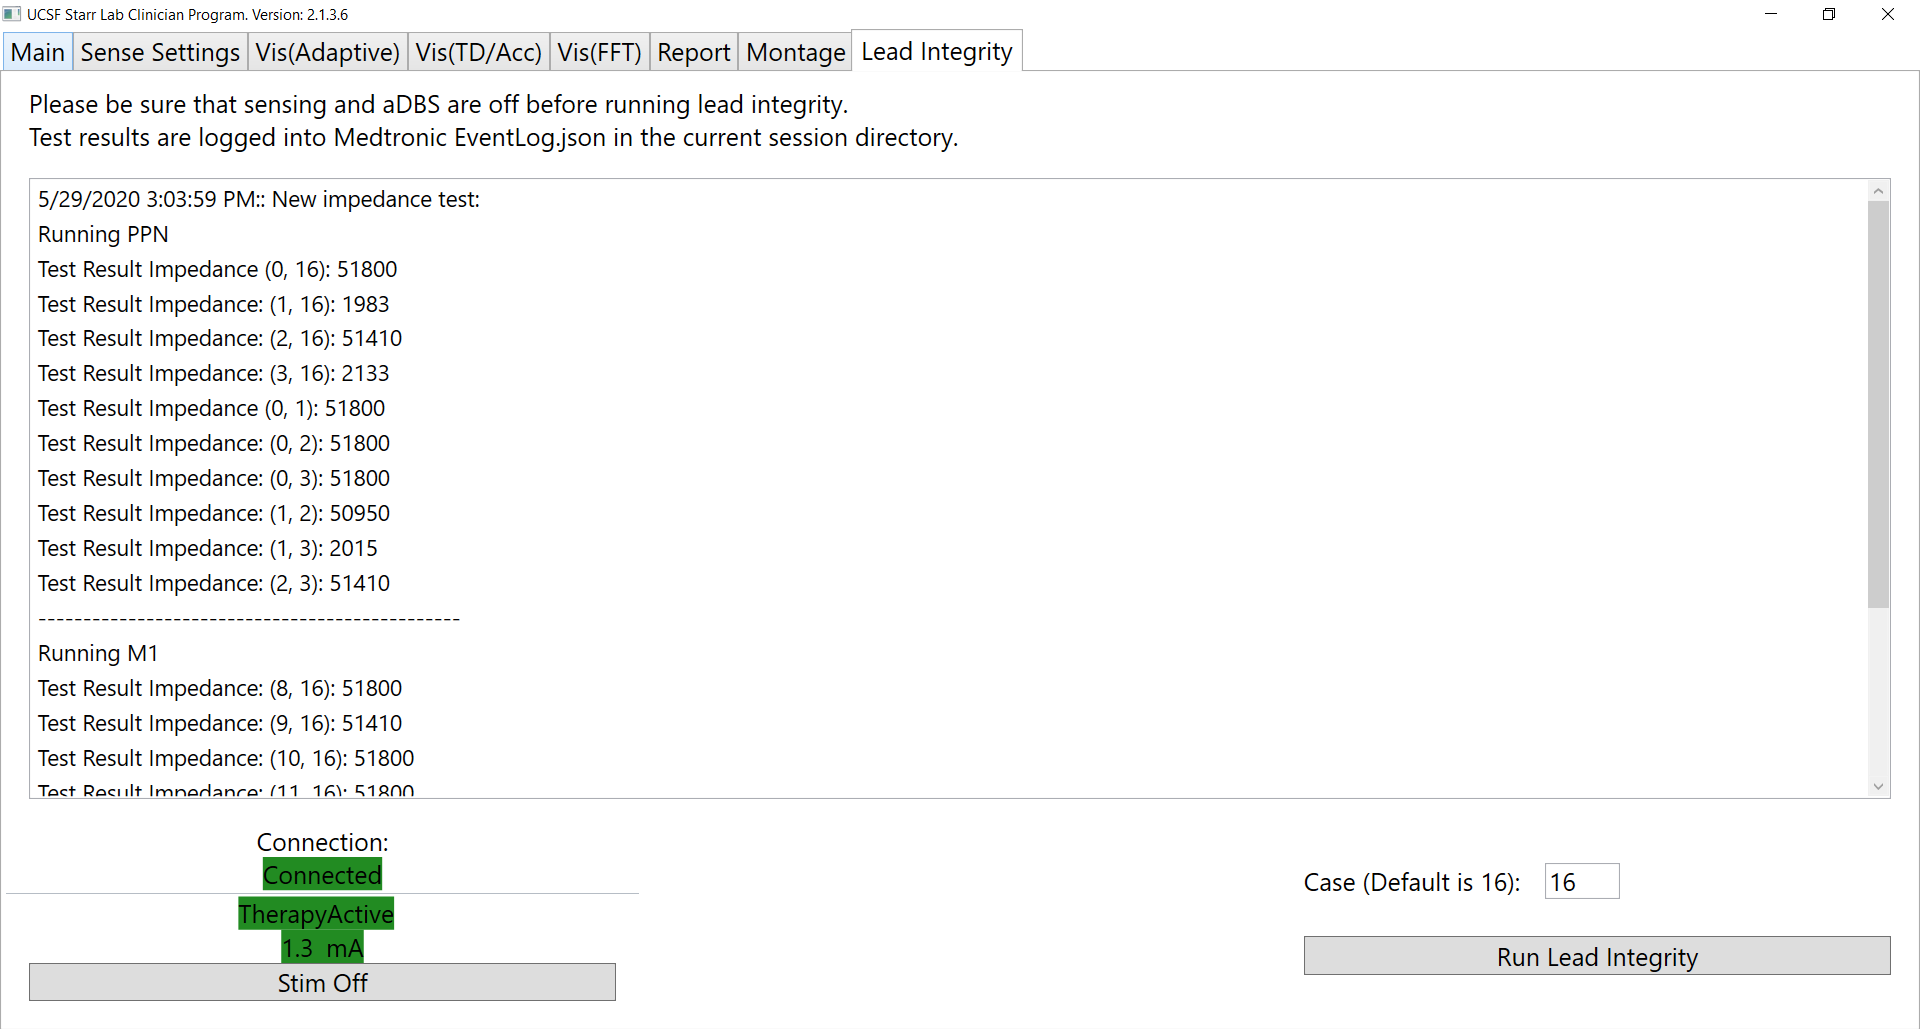 UCSF Starr Lab Clinician Program. Version: 2.1.3.6
Main Sense Settings Vis(Adaptive) Vis(TD/Acc) Vis(FFT) Report Montage Lead Integrity
Please be sure that sensing and aDBS are off before running lead integrity.
Test results are logged into Medtronic EventLog.json in the current session directory.
5/29/2020 3:03:59 PM:: New impedance test:
Running PPN
Test Result Impedance (0, 16): 51800
Test Result Impedance: (1, 16): 1983
Test Result Impedance: (2, 16): 51410
Test Result Impedance: (3, 16): 2133
Test Result Impedance (0, 1): 51800
Test Result Impedance: (0, 2): 51800
Test Result Impedance: (0, 3): 51800
Test Result Impedance: (1, 2): 50950
Test Result Impedance: (1, 3): 2015
Test Result Impedance: (2, 3): 51410
-----------------------------------------------
Running M1
Test Result Impedance: (8, 16): 51800
Test Result Impedance: (9, 16): 51410
Test Result Impedance: (10, 16): 51800
Test Result Impedance: (11, 16): 51800
Connection:
Connected
TherapyActive
1.3 mA
Stim Off
Case (Default is 16): 16
Run Lead Integrity